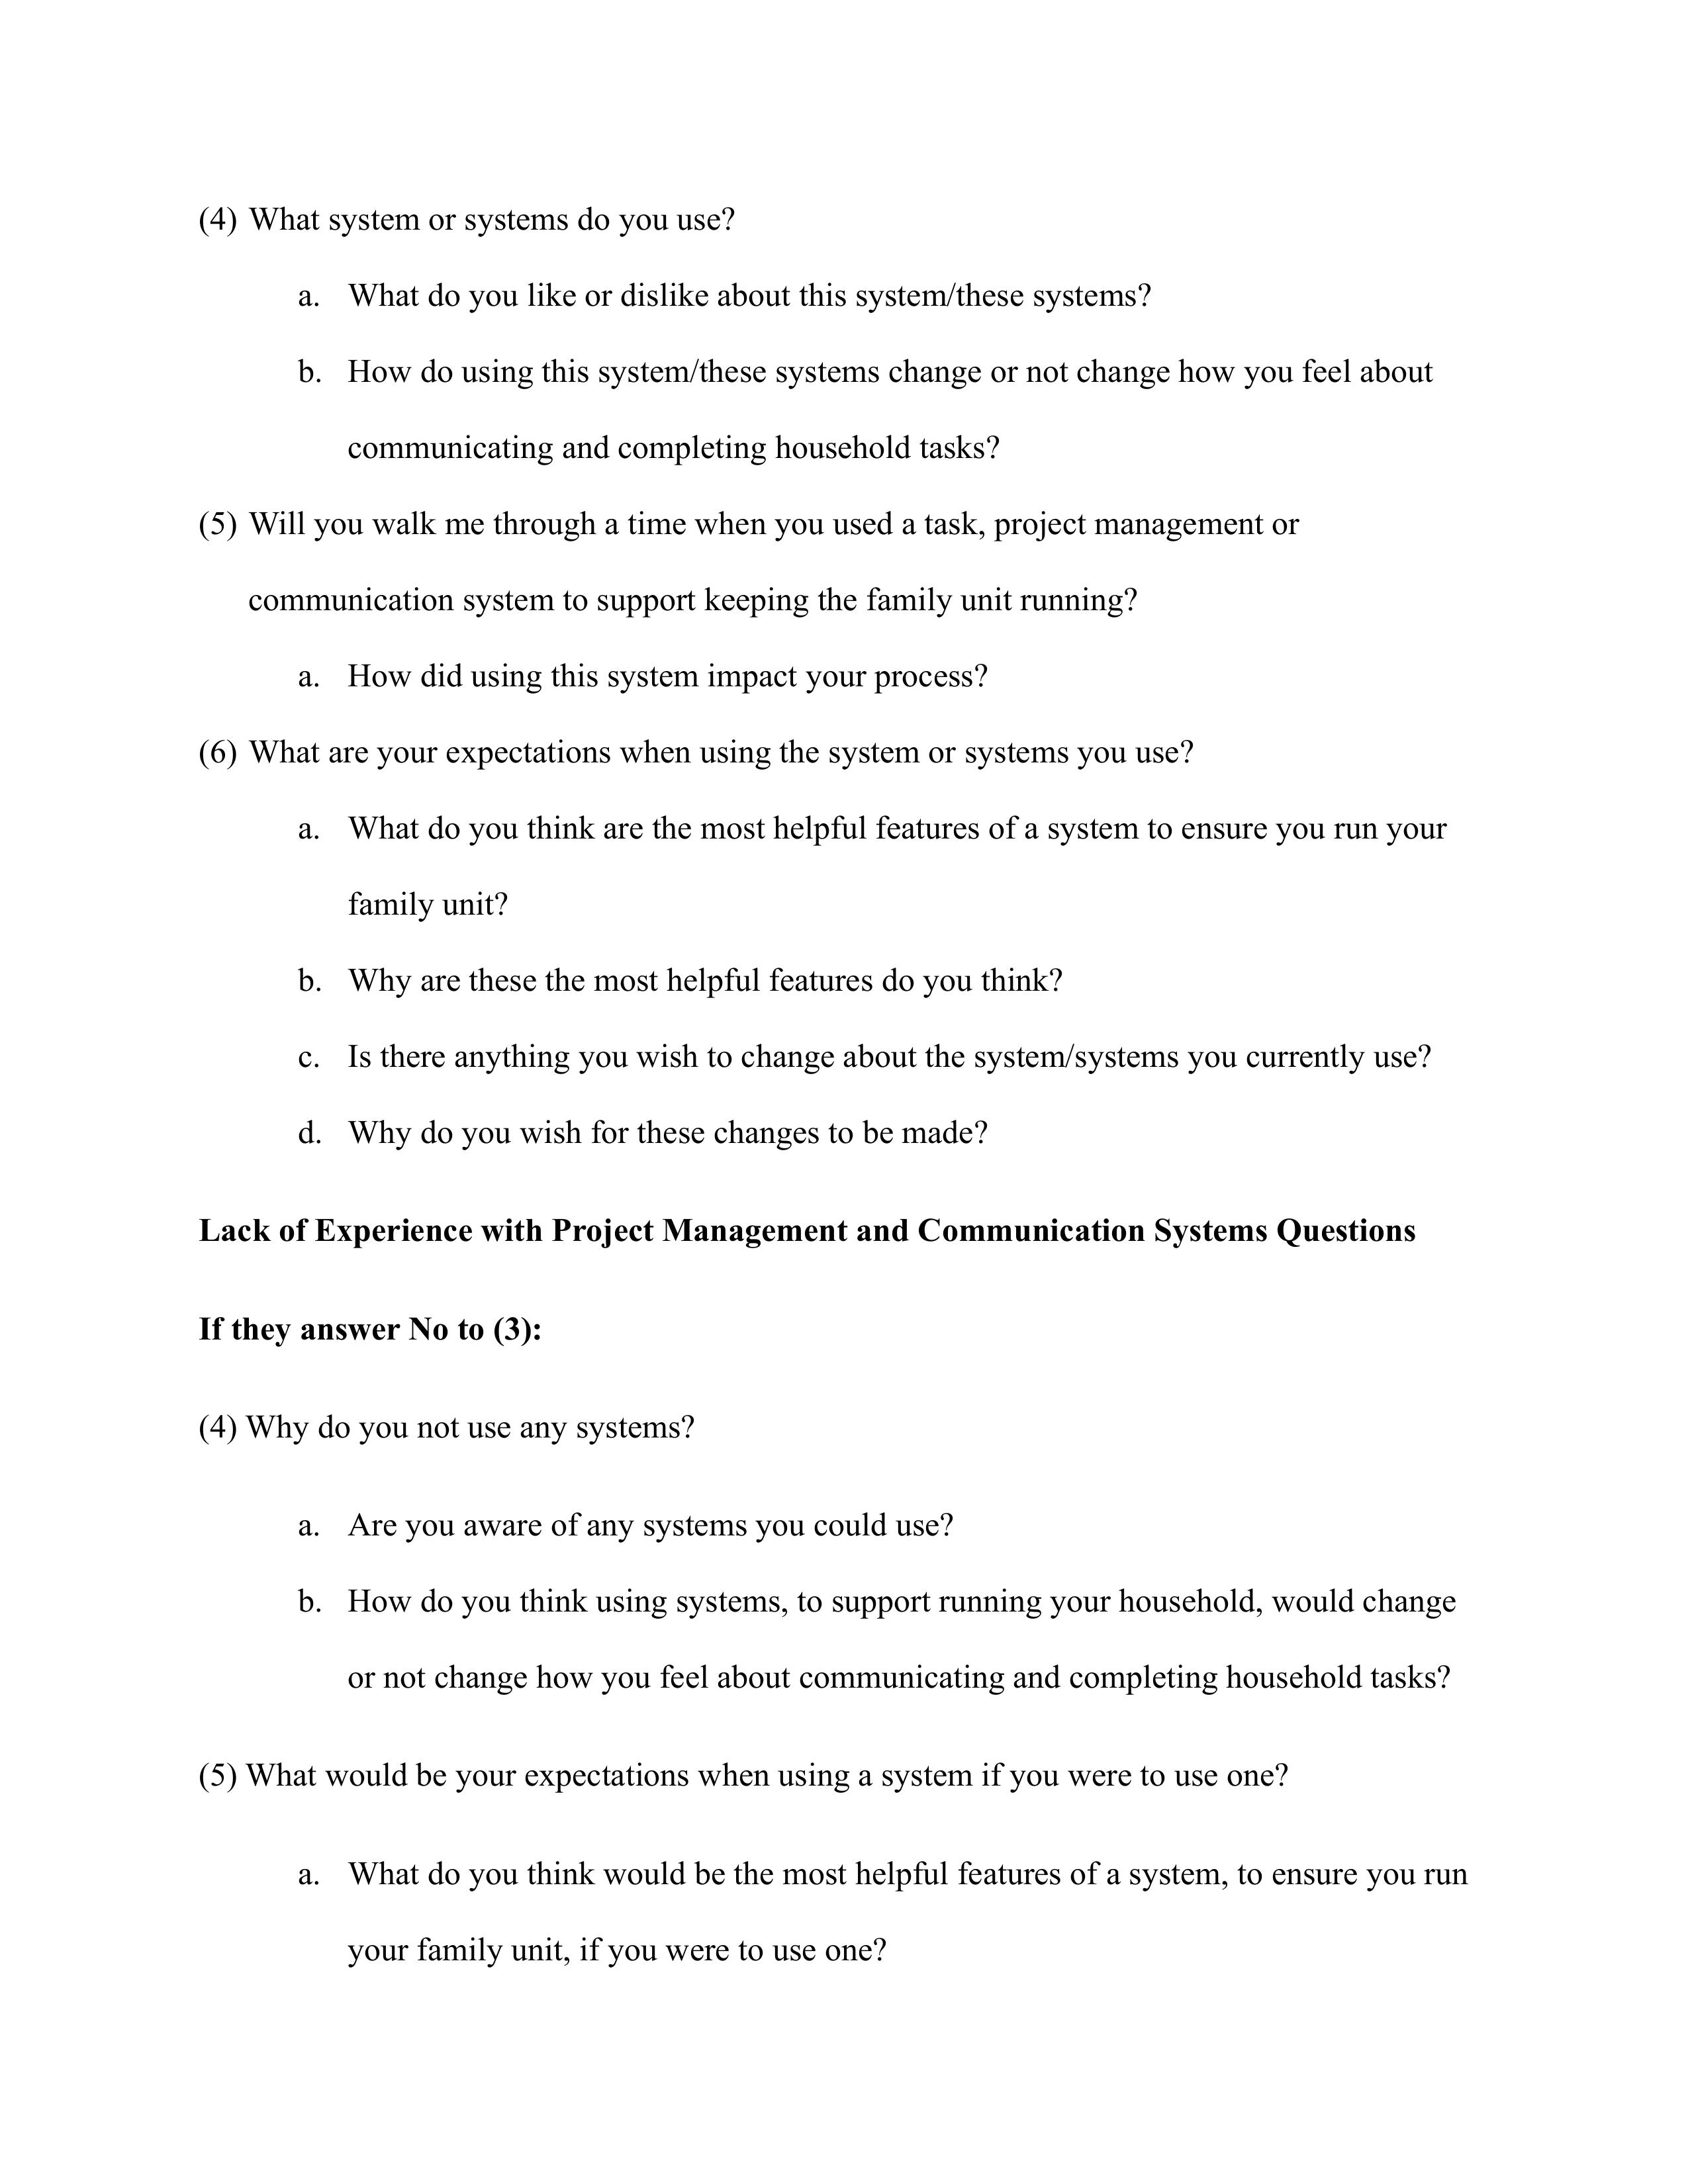 (4) What system or systems do you use?
a. What do you like or dislike about this system/these systems?
b. How do using this system/these systems change or not change how you feel about
communicating and completing household tasks?
(5) Will you walk me through a time when you used a task, project management or
communication system to support keeping the family unit running?
a. How did using this system impact your process?
(6) What are your expectations when using the system or systems you use?
a. What do you think are the most helpful features of a system to ensure you run your
family unit?
b. Why are these the most helpful features do you think?
c. Is there anything you wish to change about the system/systems you currently use?
d. Why do you wish for these changes to be made?
Lack of Experience with Project Management and Communication Systems Questions
If they answer No to (3):
(4) Why do you not use any systems?
a. Are you aware of any systems you could use?
b. How do you think using systems, to support running your household, would change
or not change how you feel about communicating and completing household tasks?
(5) What would be your expectations when using a system if you were to use one?
a. What do you think would be the most helpful features of a system, to ensure you run
your family unit, if you were to use one?